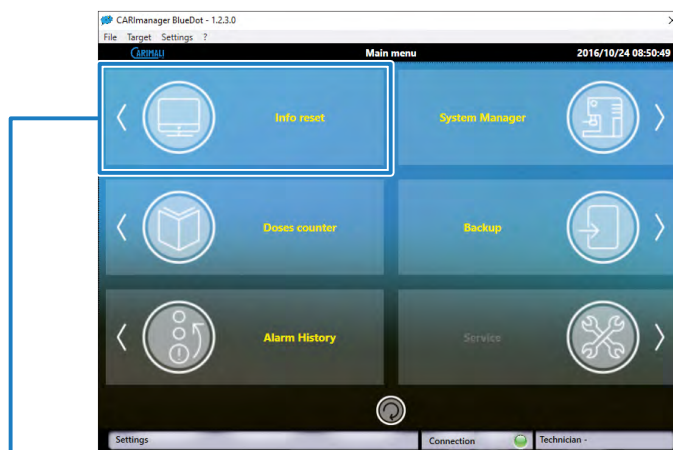 CARImanager BlueDot - 1.2.3.0
File Target Settings ?
CARIMALI Main menu 2016/10/24 08:50:49
Info reset System Manager
Doses counter Backup
Alarm History Service
Settings Connection Technician -